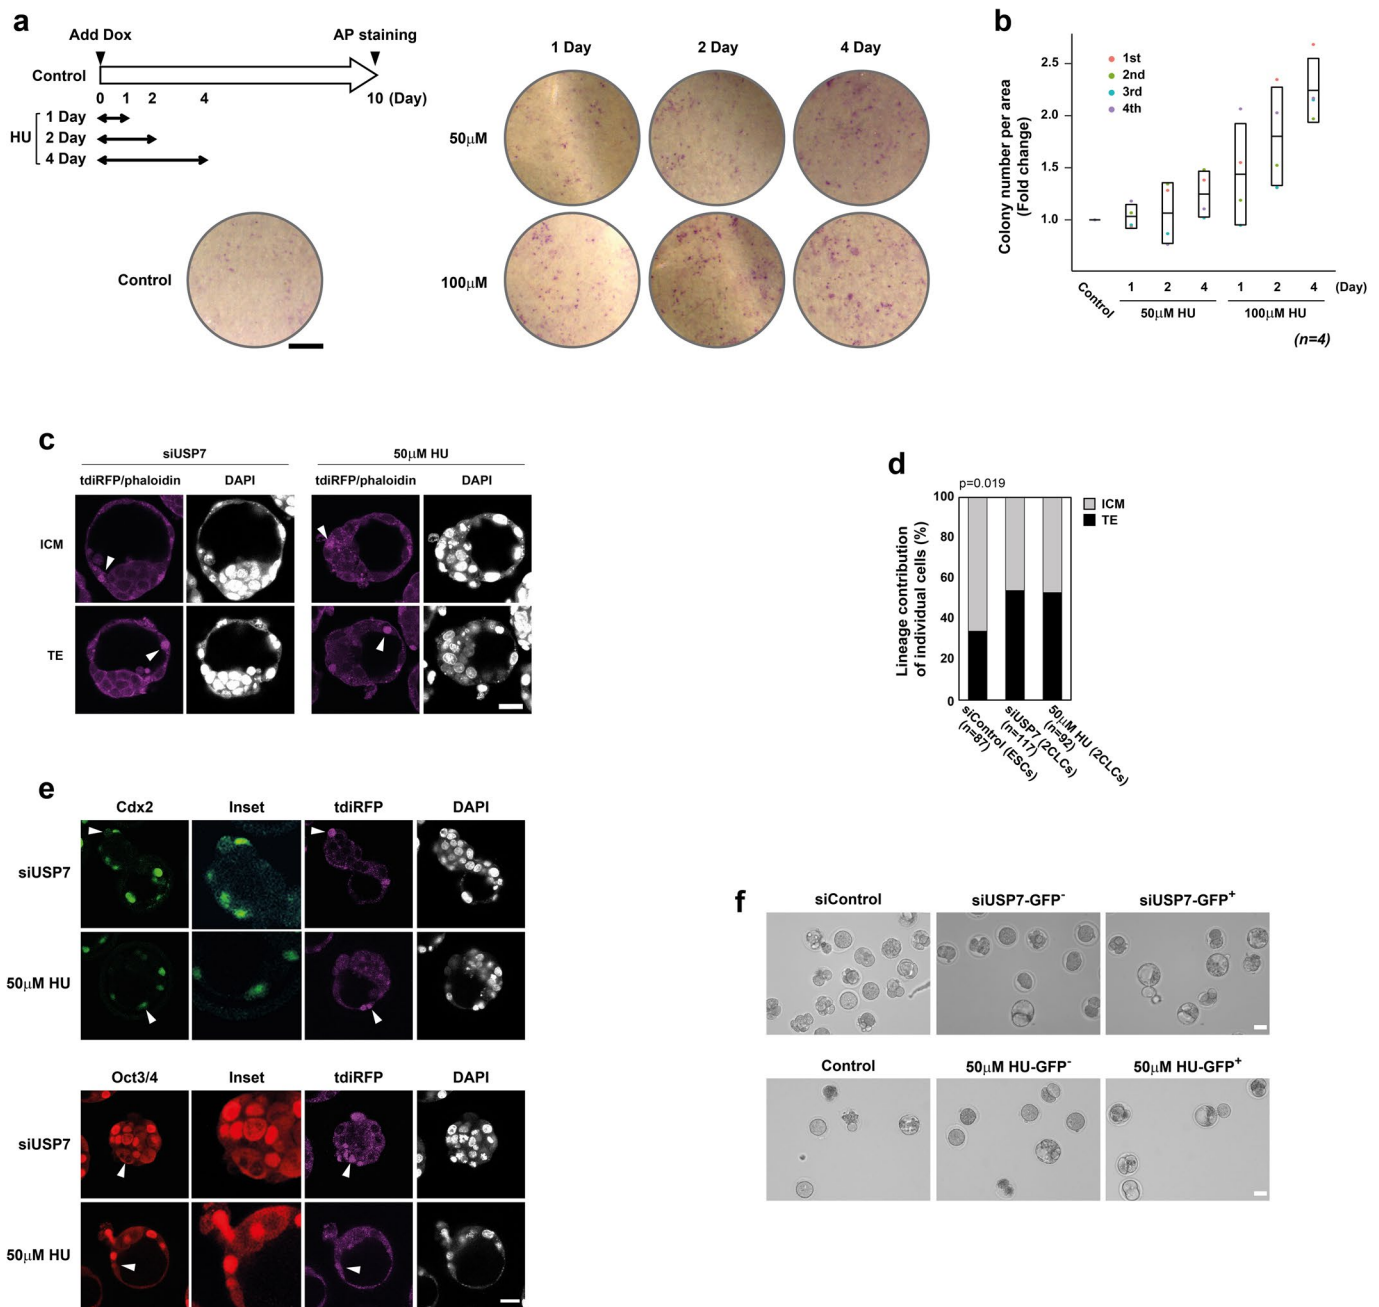 a
Add Dox
AP staining
Control
0 1 2 4 10 (Day)
HU
1 Day
2 Day
4 Day
Control
1 Day 2 Day 4 Day
50μM
100μM
b
Colony number per area
(Fold change)
2.5
2.0
1.5
1.0
1st
2nd
3rd
4th
Control
1 2 4 1 2 4 (Day)
50μM HU 100μM HU
(n=4)
c
siUSP7 50μM HU
tdiRFP/phaloidin DAPI tdiRFP/phaloidin DAPI
ICM
TE
d
p=0.019
Lineage contribution
of individual cells (%)
100
80
60
40
20
0
ICM
TE
siControl (ESCs)
(n=87)
siUSP7 (2CLCs)
(n=117)
50μM HU (2CLCs)
(n=92)
e
Cdx2 Inset tdiRFP DAPI
siUSP7
50μM HU
Oct3/4 Inset tdiRFP DAPI
siUSP7
50μM HU
f
siControl siUSP7-GFP⁻ siUSP7-GFP⁺
Control 50μM HU-GFP⁻ 50μM HU-GFP⁺